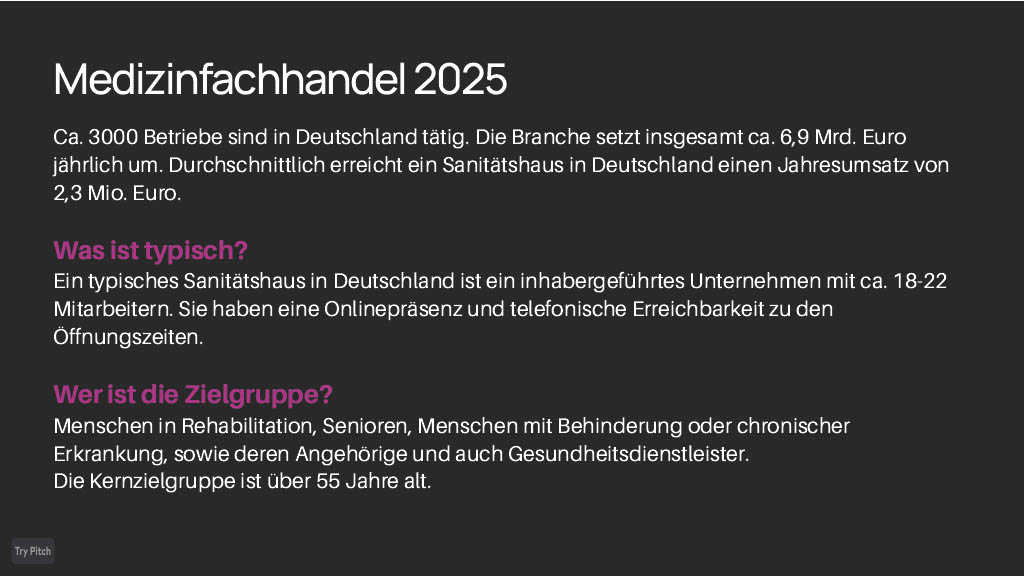 Medizinfachhandel 2025
Ca. 3000 Betriebe sind in Deutschland tätig. Die Branche setzt insgesamt ca. 6,9 Mrd. Euro
jährlich um. Durchschnittlich erreicht ein Sanitätshaus in Deutschland einen Jahresumsatz von
2,3 Mio. Euro.
Was ist typisch?
Ein typisches Sanitätshaus in Deutschland ist ein inhabergeführtes Unternehmen mit ca. 18-22
Mitarbeitern. Sie haben eine Onlinepräsenz und telefonische Erreichbarkeit zu den
Öffnungszeiten.
Wer ist die Zielgruppe?
Menschen in Rehabilitation, Senioren, Menschen mit Behinderung oder chronischer
Erkrankung, sowie deren Angehörige und auch Gesundheitsdienstleister.
Die Kernzielgruppe ist über 55 Jahre alt.
Try Pitch